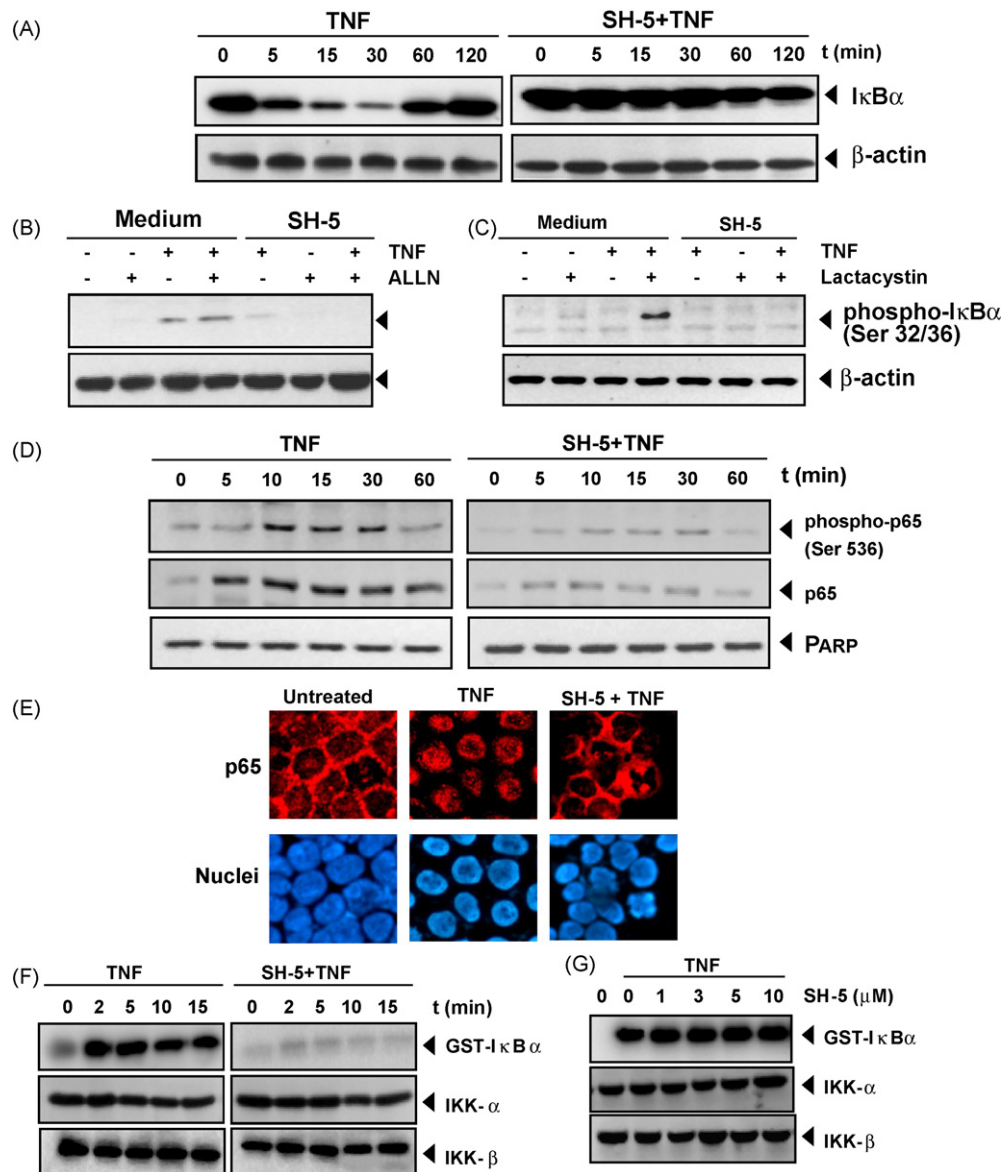 (A)
TNF SH-5+TNF
0 5 15 30 60 120 0 5 15 30 60 120 t (min)
IκBα
β-actin
(B)
Medium SH-5
- - + + + - + TNF
- + - + - + + ALLN
(C)
Medium SH-5
- - + + + - + TNF
- + - + - + + Lactacystin
phospho-IκBα
(Ser 32/36)
β-actin
(D)
TNF SH-5+TNF
0 5 10 15 30 60 0 5 10 15 30 60 t (min)
phospho-p65
(Ser 536)
p65
PARP
(E)
Untreated TNF SH-5 + TNF
p65
Nuclei
(F)
TNF SH-5+TNF
0 2 5 10 15 0 2 5 10 15 t (min)
GST-IκBα
IKK-α
IKK-β
(G)
TNF
0 0 1 3 5 10 SH-5 (μM)
GST-IκBα
IKK-α
IKK-β